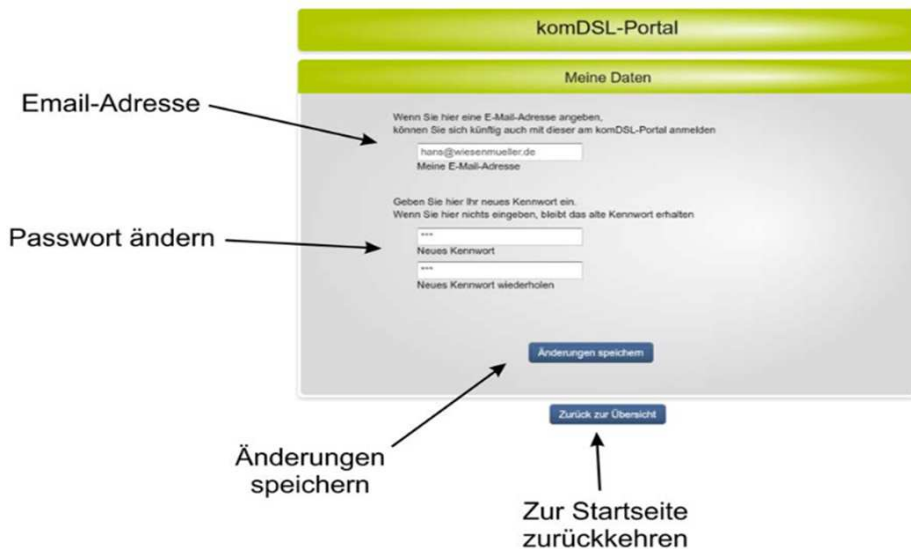 komDSL-Portal
Meine Daten
Email-Adresse
Wenn Sie hier eine E-Mail-Adresse angeben,
können Sie sich künftig auch mit dieser am komDSL-Portal anmelden
hans@wiesenmueller.de
Meine E-Mail-Adresse
Geben Sie hier Ihr neues Kennwort ein.
Wenn Sie hier nichts eingeben, bleibt das alte Kennwort erhalten
Passwort ändern
***
Neues Kennwort
***
Neues Kennwort wiederholen
Änderungen speichern
Zurück zur Übersicht
Änderungen
speichern
Zur Startseite
zurückkehren